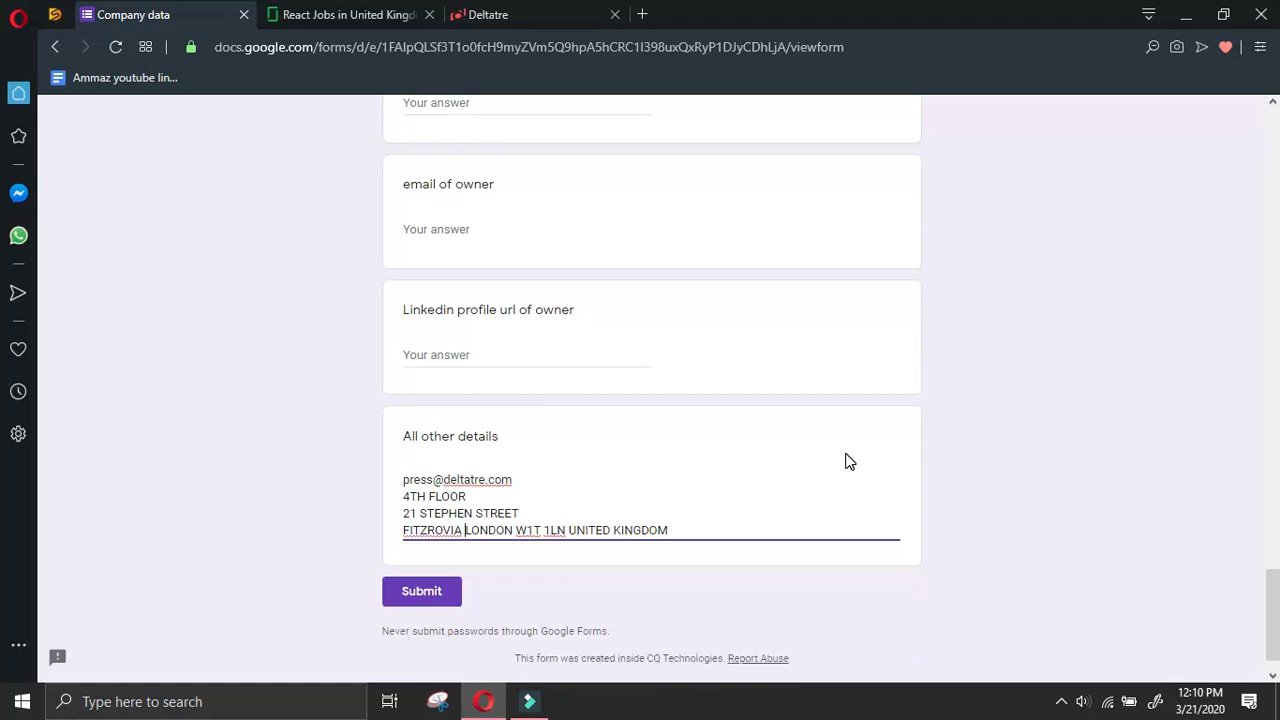 Company data
React Jobs in United Kingd
Deltatre
docs.google.com/forms/d/e/1FAIpQLSf3T1o0fcH9myZVm5Q9hpA5hCRC1I398uxQxRyP1DJyCDhLjA/viewform
Ammaz youtube lin...
Your answer
email of owner
Your answer
Linkedin profile url of owner
Your answer
All other details
press@deltatre.com
4TH FLOOR
21 STEPHEN STREET
FITZROVIA LONDON W1T 1LN UNITED KINGDOM
Submit
Never submit passwords through Google Forms.
This form was created inside CQ Technologies. Report Abuse
Type here to search
12:10 PM
3/21/2020